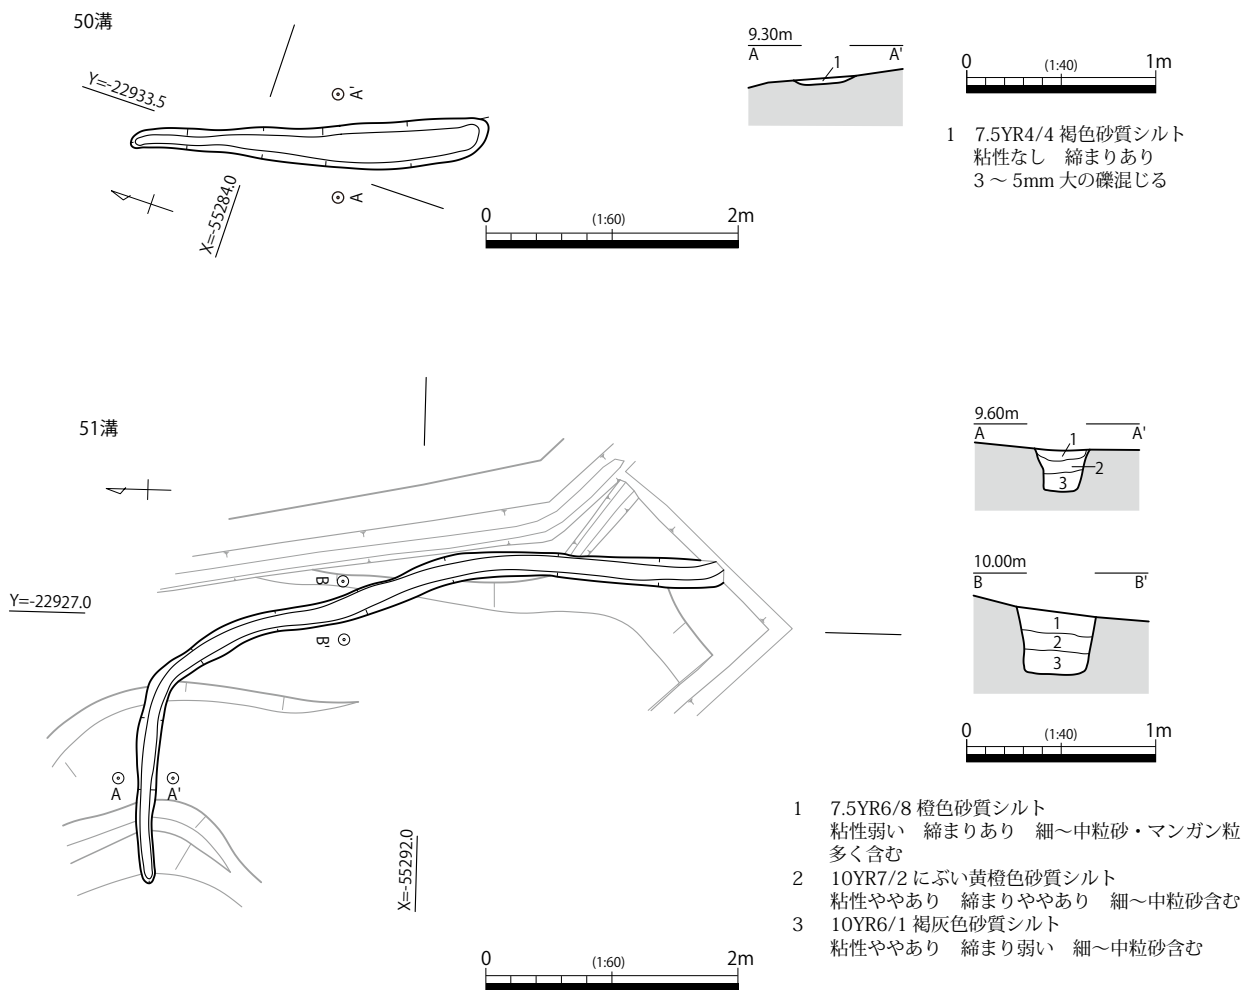 50溝
Y=-22933.5
A'
A
X=-55284.0
0 (1:60) 2m
9.30m
A A'
1
0 (1:40) 1m
1 7.5YR4/4 褐色砂質シルト
粘性なし 締まりあり
3～5mm 大の礫混じる
51溝
Y=-22927.0
B
B'
A A'
X=-55292.0
0 (1:60) 2m
9.60m
A A'
1
2
3
10.00m
B B'
1
2
3
0 (1:40) 1m
1 7.5YR6/8 橙色砂質シルト
粘性弱い 締まりあり 細～中粒砂・マンガン粒
多く含む
2 10YR7/2 にぶい黄橙色砂質シルト
粘性ややあり 締まりややあり 細～中粒砂含む
3 10YR6/1 褐灰色砂質シルト
粘性ややあり 締まり弱い 細～中粒砂含む